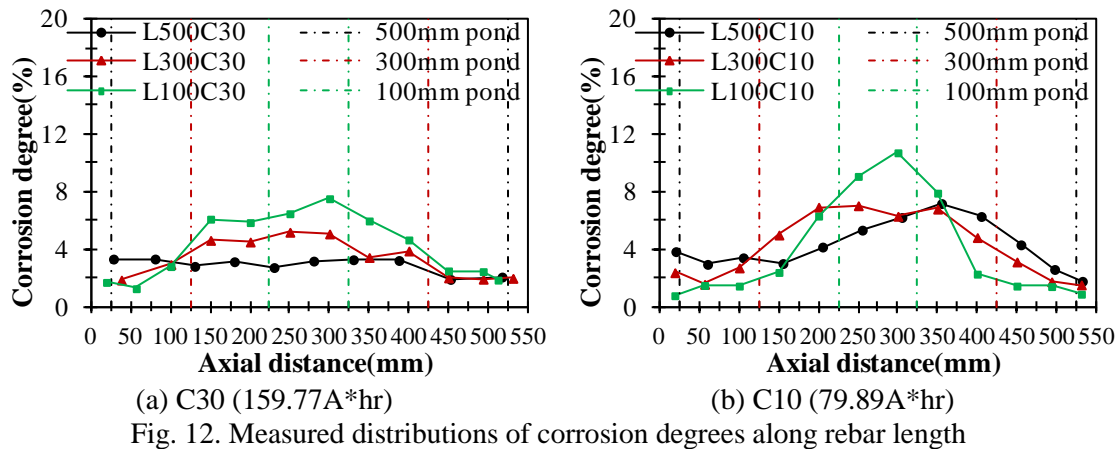 20
16
12
8
4
0
Corrosion degree(%)
L500C30 500mm pond
L300C30 300mm pond
L100C30 100mm pond
0 50 100 150 200 250 300 350 400 450 500 550
Axial distance(mm)
(a) C30 (159.77A*hr)
20
16
12
8
4
0
Corrosion degree(%)
L500C10 500mm pond
L300C10 300mm pond
L100C10 100mm pond
0 50 100 150 200 250 300 350 400 450 500 550
Axial distance(mm)
(b) C10 (79.89A*hr)
Fig. 12. Measured distributions of corrosion degrees along rebar length